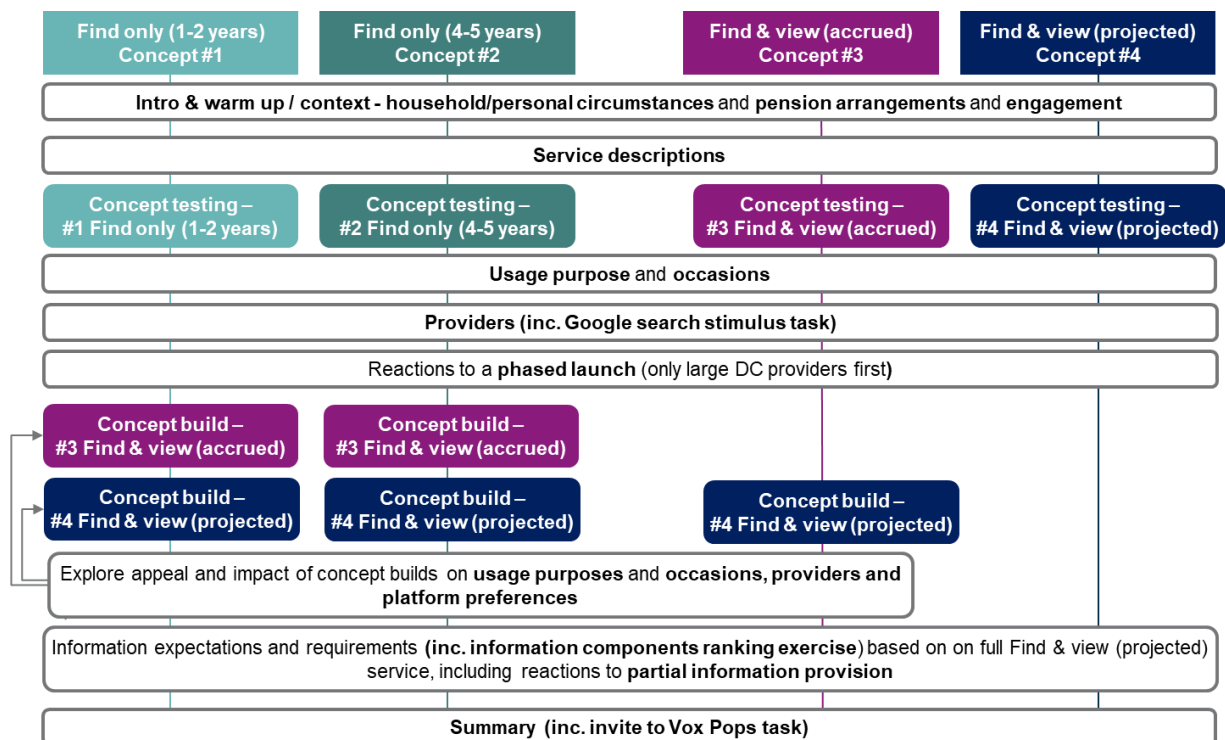 Find only (1-2 years)
Concept #1
Find only (4-5 years)
Concept #2
Find & view (accrued)
Concept #3
Find & view (projected)
Concept #4
Intro & warm up / context - household/personal circumstances and pension arrangements and engagement
Service descriptions
Concept testing –
#1 Find only (1-2 years)
Concept testing –
#2 Find only (4-5 years)
Concept testing –
#3 Find & view (accrued)
Concept testing –
#4 Find & view (projected)
Usage purpose and occasions
Providers (inc. Google search stimulus task)
Reactions to a phased launch (only large DC providers first)
Concept build –
#3 Find & view (accrued)
Concept build –
#3 Find & view (accrued)
Concept build –
#4 Find & view (projected)
Concept build –
#4 Find & view (projected)
Concept build –
#4 Find & view (projected)
Explore appeal and impact of concept builds on usage purposes and occasions, providers and
platform preferences
Information expectations and requirements (inc. information components ranking exercise) based on on full Find & view (projected)
service, including reactions to partial information provision
Summary (inc. invite to Vox Pops task)